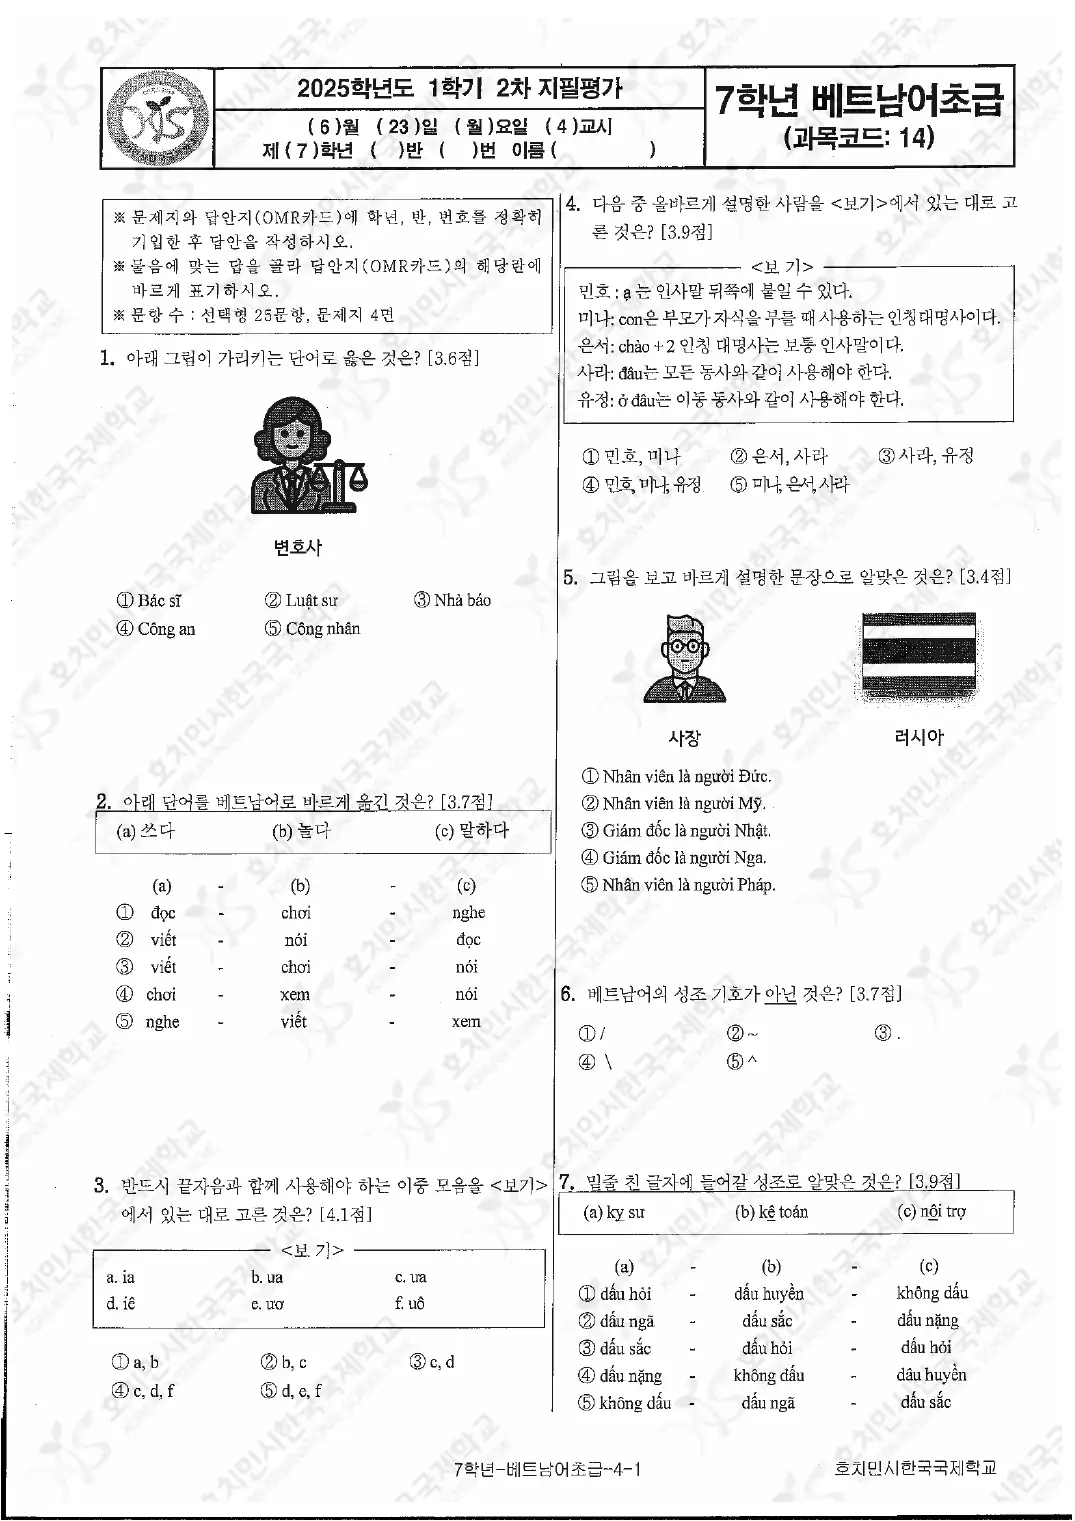 2025학년도 1학기 2차 지필평가
( 6 )월 ( 23 )일 ( 월 )요일 ( 4 )교시
제 ( 7 )학년 ( )반 ( )번 이름 ( )
7학년 베트남어초급
(과목코드: 14)
※ 문제지와 답안지(OMR카드)에 학년, 반, 번호를 정확히
기입한 후 답안을 작성하시오.
※ 물음에 맞는 답을 골라 답안지(OMR카드)의 해당란에
바르게 표기하시오.
※ 문항 수 : 선택형 25문항, 문제지 4면
1. 아래 그림이 가리키는 단어로 옳은 것은? [3.6점]
변호사
① Bác sĩ ② Luật sư ③ Nhà báo
④ Công an ⑤ Công nhân
2. 아래 단어를 베트남어로 바르게 옮긴 것은? [3.7점]
(a) 쓰다 (b) 놀다 (c) 말하다
(a) - (b) - (c)
① đọc - chơi - nghe
② viết - nói - đọc
③ viết - chơi - nói
④ chơi - xem - nói
⑤ nghe - viết - xem
3. 반드시 끝자음과 함께 사용해야 하는 이중 모음을 <보기>
에서 있는 대로 고른 것은? [4.1점]
<보 기>
a. ia b. ua c. ưa
d. iê e. ươ f. uô
① a, b ② b, c ③ c, d
④ c, d, f ⑤ d, e, f
4. 다음 중 올바르게 설명한 사람을 <보기>에서 있는 대로 고
른 것은? [3.9점]
<보 기>
민호 : ạ는 인사말 뒤쪽에 붙일 수 있다.
미나: con은 부모가 자식을 부를 때 사용하는 인칭대명사이다.
은서: chào + 2 인칭 대명사는 보통 인사말이다.
사라: đâu는 모든 동사와 같이 사용해야 한다.
유정: ở đâu는 이동 동사와 같이 사용해야 한다.
① 민호, 미나 ② 은서, 사라 ③ 사라, 유정
④ 민호, 미나, 유정 ⑤ 미나, 은서, 사라
5. 그림을 보고 바르게 설명한 문장으로 알맞은 것은? [3.4점]
사장 러시아
① Nhân viên là người Đức.
② Nhân viên là người Mỹ.
③ Giám đốc là người Nhật.
④ Giám đốc là người Nga.
⑤ Nhân viên là người Pháp.
6. 베트남어의 성조 기호가 아닌 것은? [3.7점]
① / ② ~ ③ .
④ \ ⑤ ^
7. 밑줄 친 글자에 들어갈 성조로 알맞은 것은? [3.9점]
(a) ky sư (b) kê toán (c) nôi trợ
(a) - (b) - (c)
① dấu hỏi - dấu huyền - không dấu
② dấu ngã - dấu sắc - dấu nặng
③ dấu sắc - dấu hỏi - dấu hỏi
④ dấu nặng - không dấu - dâu huyền
⑤ không dấu - dấu ngã - dấu sắc
7학년-베트남어초급-4-1
호치민시한국국제학교